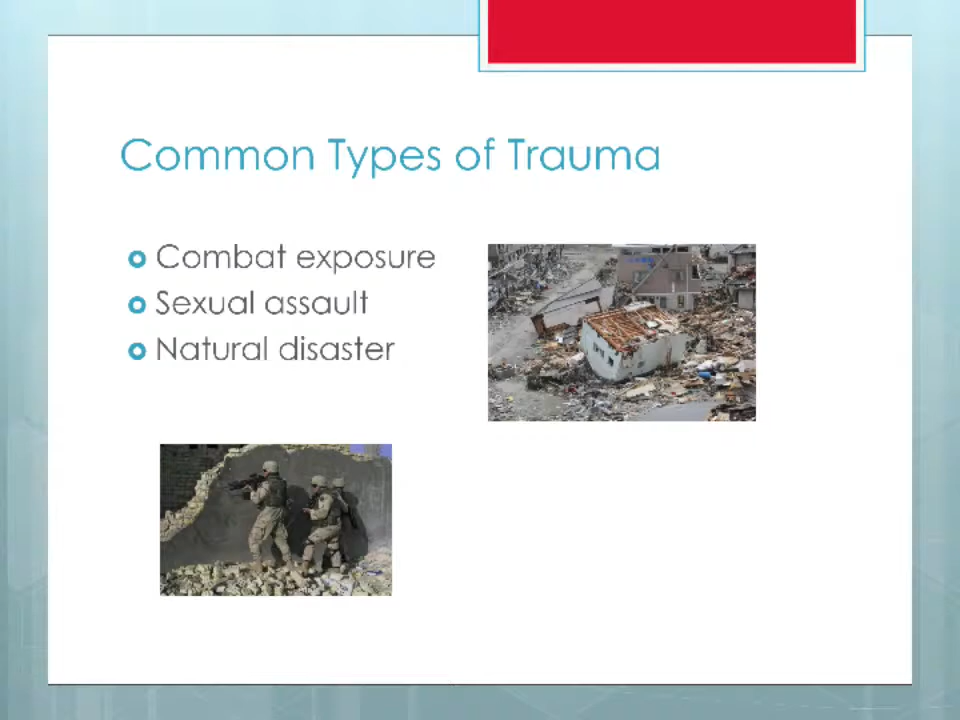 Common Types of Trauma
Combat exposure
Sexual assault
Natural disaster